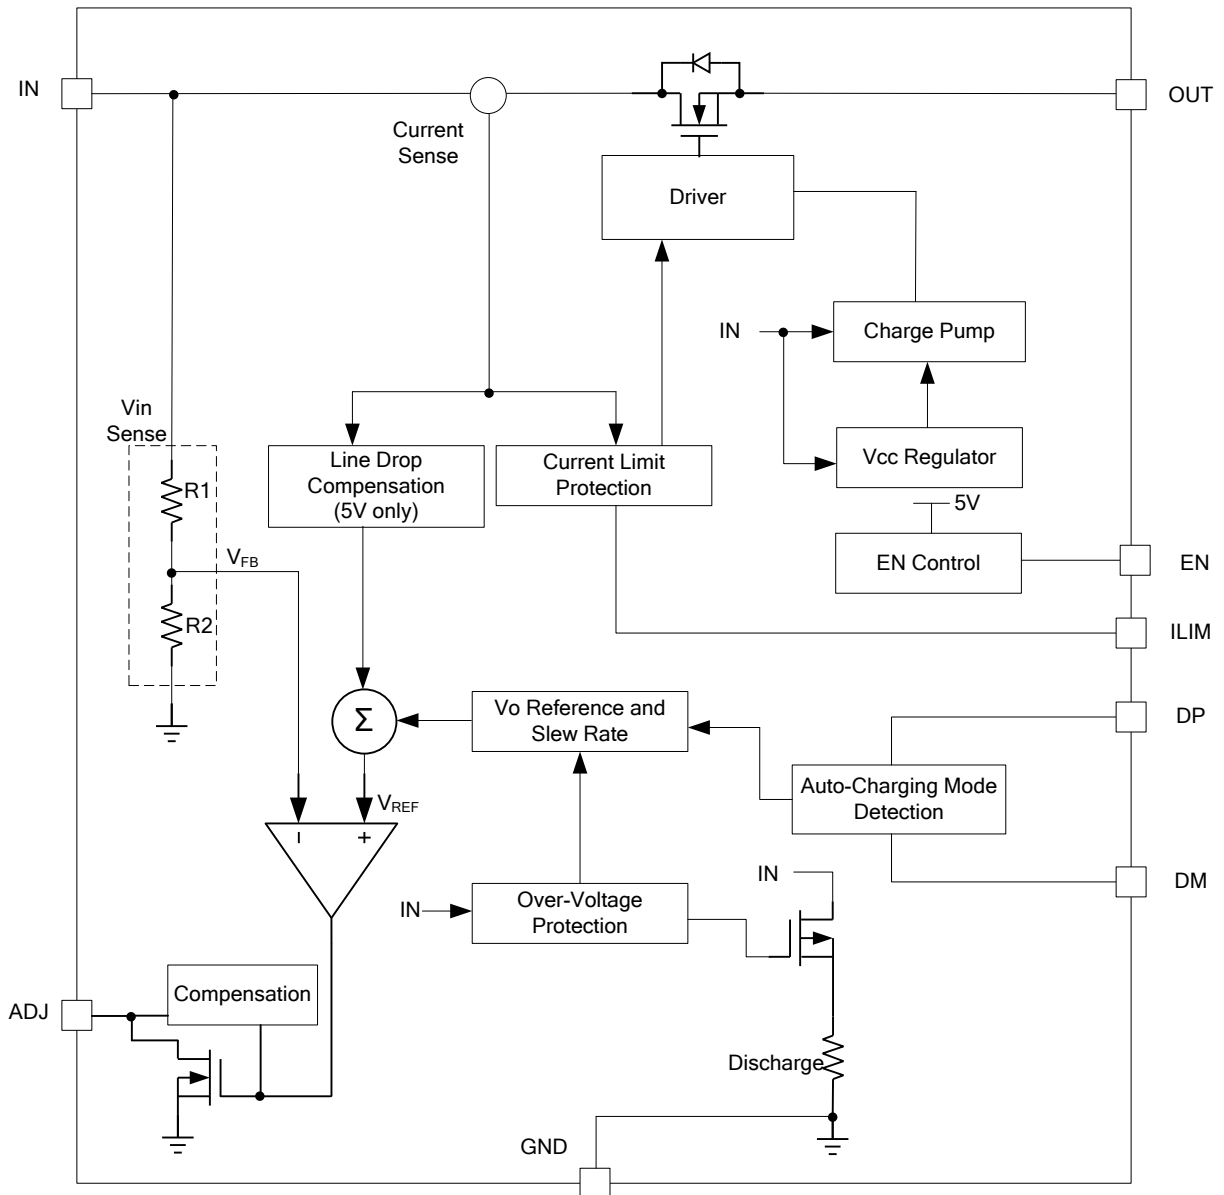 IN
OUT
Current
Sense
Driver
IN
Charge Pump
Vin
Sense
R1
Line Drop
Compensation
(5V only)
Current Limit
Protection
Vcc Regulator
5V
VFB
EN Control
EN
R2
ILIM
Σ
Vo Reference and
Slew Rate
DP
Auto-Charging Mode
Detection
VREF
–
+
IN
DM
IN
Over-Voltage
Protection
Compensation
ADJ
Discharge
GND